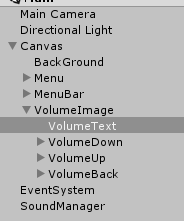 Main Camera
Directional Light
Canvas
BackGround
Menu
MenuBar
VolumeImage
VolumeText
VolumeDown
VolumeUp
VolumeBack
EventSystem
SoundManager